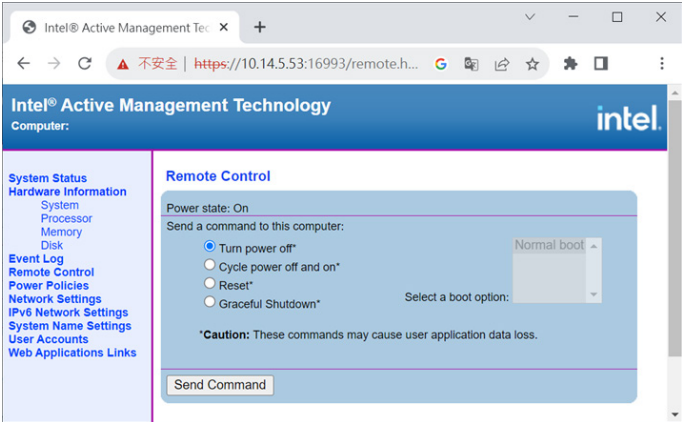 Intel® Active Management Tec
不安全 | https://10.14.5.53:16993/remote.h...
Intel® Active Management Technology
Computer:
intel.
System Status
Hardware Information
System
Processor
Memory
Disk
Event Log
Remote Control
Power Policies
Network Settings
IPv6 Network Settings
System Name Settings
User Accounts
Web Applications Links
Remote Control
Power state: On
Send a command to this computer:
Turn power off*
Cycle power off and on*
Reset*
Graceful Shutdown*
Select a boot option:
Normal boot
*Caution: These commands may cause user application data loss.
Send Command